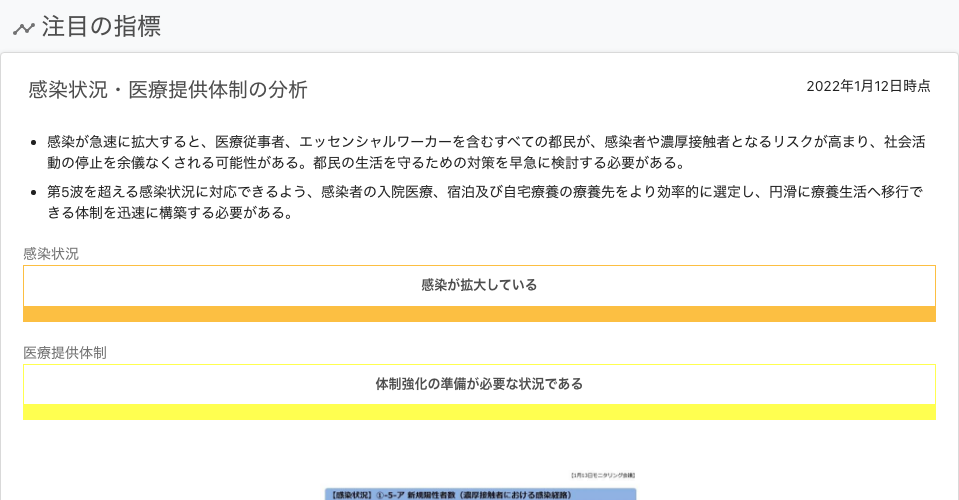 注目の指標
感染状況・医療提供体制の分析
2022年1月12日時点
感染が急速に拡大すると、医療従事者、エッセンシャルワーカーを含むすべての都民が、感染者や濃厚接触者となるリスクが高まり、社会活
動の停止を余儀なくされる可能性がある。都民の生活を守るための対策を早急に検討する必要がある。
第5波を超える感染状況に対応できるよう、感染者の入院医療、宿泊及び自宅療養の療養先をより効率的に選定し、円滑に療養生活へ移行で
きる体制を迅速に構築する必要がある。
感染状況
感染が拡大している
医療提供体制
体制強化の準備が必要な状況である
【1月13日モニタリング会議】
【感染状況】①-5-ア 新規陽性者数（濃厚接触者における感染経路）